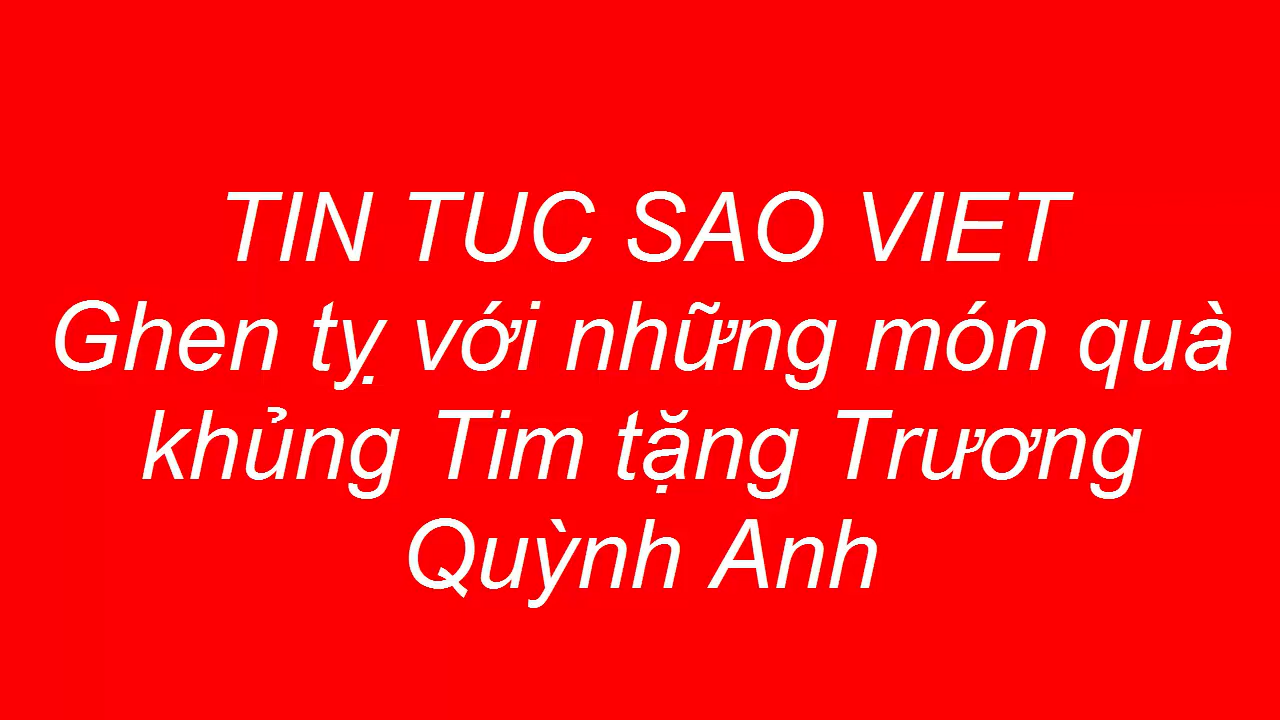 TIN TUC SAO VIET
Ghen tỵ với những món quà
khủng Tim tặng Trương
Quỳnh Anh